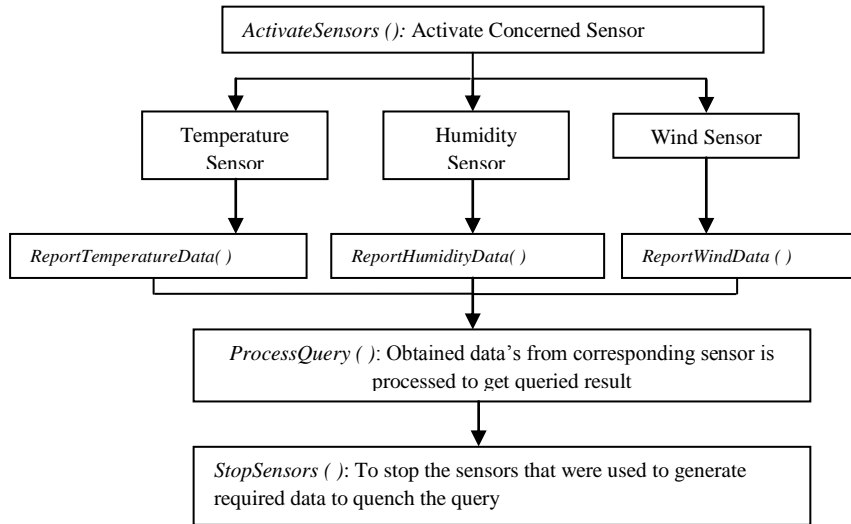 ActivateSensors (): Activate Concerned Sensor
Temperature
Sensor
Humidity
Sensor
Wind Sensor
ReportTemperatureData( )
ReportHumidityData( )
ReportWindData ( )
ProcessQuery ( ): Obtained data's from corresponding sensor is
processed to get queried result
StopSensors ( ): To stop the sensors that were used to generate
required data to quench the query